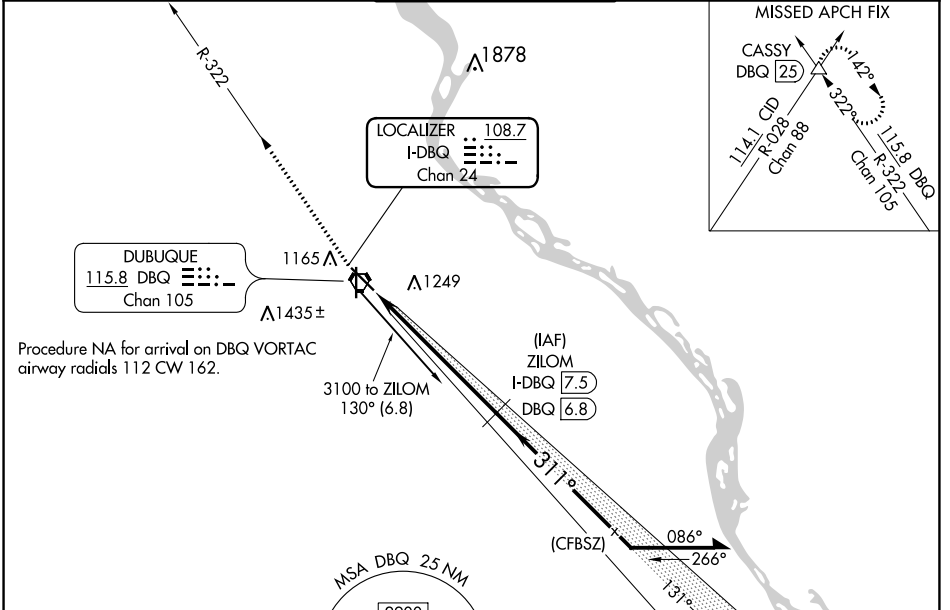 R-322
1878
MISSED APCH FIX
CASSY
DBQ 25
142°
322°
114.1 CID
R-028
Chan 88
115.8 DBQ
R-322
Chan 105
LOCALIZER 108.7
I-DBQ
Chan 24
DUBUQUE
115.8 DBQ
Chan 105
1165
1249
1435±
Procedure NA for arrival on DBQ VORTAC
airway radials 112 CW 162.
3100 to ZILOM
130° (6.8)
(IAF)
ZILOM
I-DBQ 7.5
DBQ 6.8
311°
(CFBSZ)
086°
266°
131°
MSA DBQ 25 NM